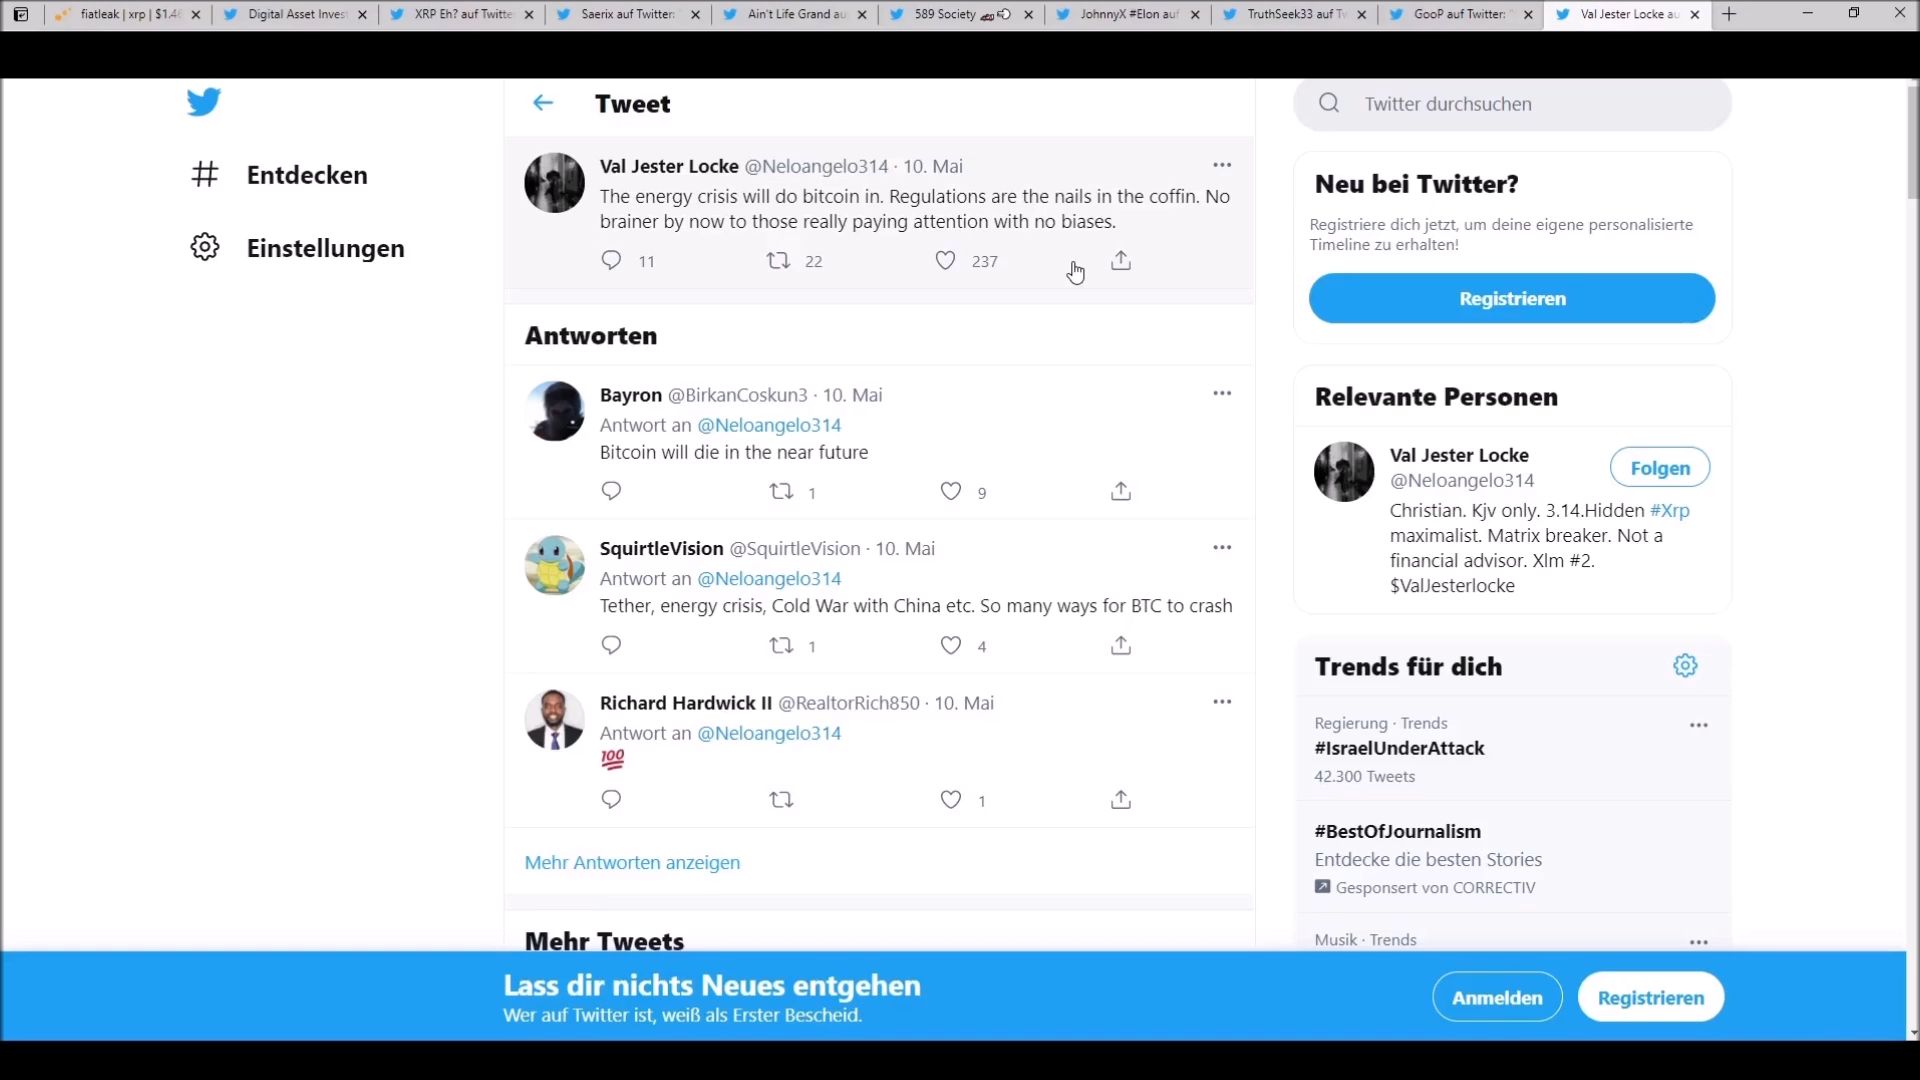 fiatleak | xrp | $1.4
Digital Asset Invest
XRP Eh? auf Twitte
Saerix auf Twitter:
Ain't Life Grand au
589 Society
JohnnyX #Elon auf
TruthSeek33 auf Tw
GooP auf Twitter: "
Val Jester Locke au
Tweet
Twitter durchsuchen
Entdecken
Einstellungen
Val Jester Locke @Neloangelo314 · 10. Mai
The energy crisis will do bitcoin in. Regulations are the nails in the coffin. No
brainer by now to those really paying attention with no biases.
11 22 237
Antworten
Bayron @BirkanCoskun3 · 10. Mai
Antwort an @Neloangelo314
Bitcoin will die in the near future
1 9
SquirtleVision @SquirtleVision · 10. Mai
Antwort an @Neloangelo314
Tether, energy crisis, Cold War with China etc. So many ways for BTC to crash
1 4
Richard Hardwick II @RealtorRich850 · 10. Mai
Antwort an @Neloangelo314
💯
1
Mehr Antworten anzeigen
Mehr Tweets
Neu bei Twitter?
Registriere dich jetzt, um deine eigene personalisierte
Timeline zu erhalten!
Registrieren
Relevante Personen
Val Jester Locke
@Neloangelo314
Folgen
Christian. Kjv only. 3.14.Hidden #Xrp
maximalist. Matrix breaker. Not a
financial advisor. Xlm #2.
$ValJesterlocke
Trends für dich
Regierung · Trends
#IsraelUnderAttack
42.300 Tweets
#BestOfJournalism
Entdecke die besten Stories
Gesponsert von CORRECTIV
Musik · Trends
Lass dir nichts Neues entgehen
Wer auf Twitter ist, weiß als Erster Bescheid.
Anmelden
Registrieren